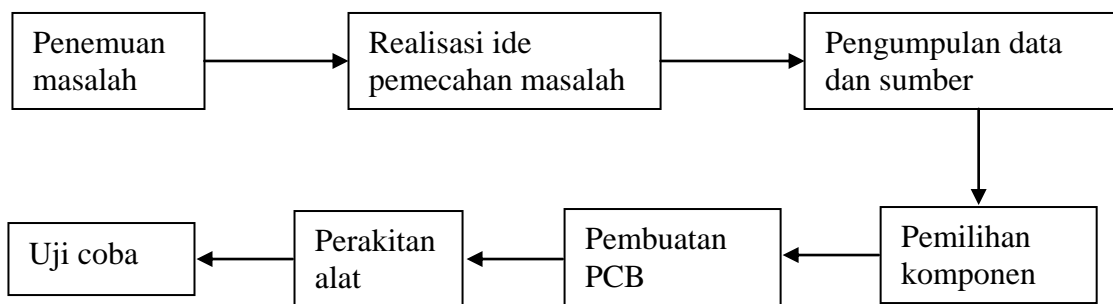 Penemuan
masalah
Realisasi ide
pemecahan masalah
Pengumpulan data
dan sumber
Pemilihan
komponen
Pembuatan
PCB
Perakitan
alat
Uji coba